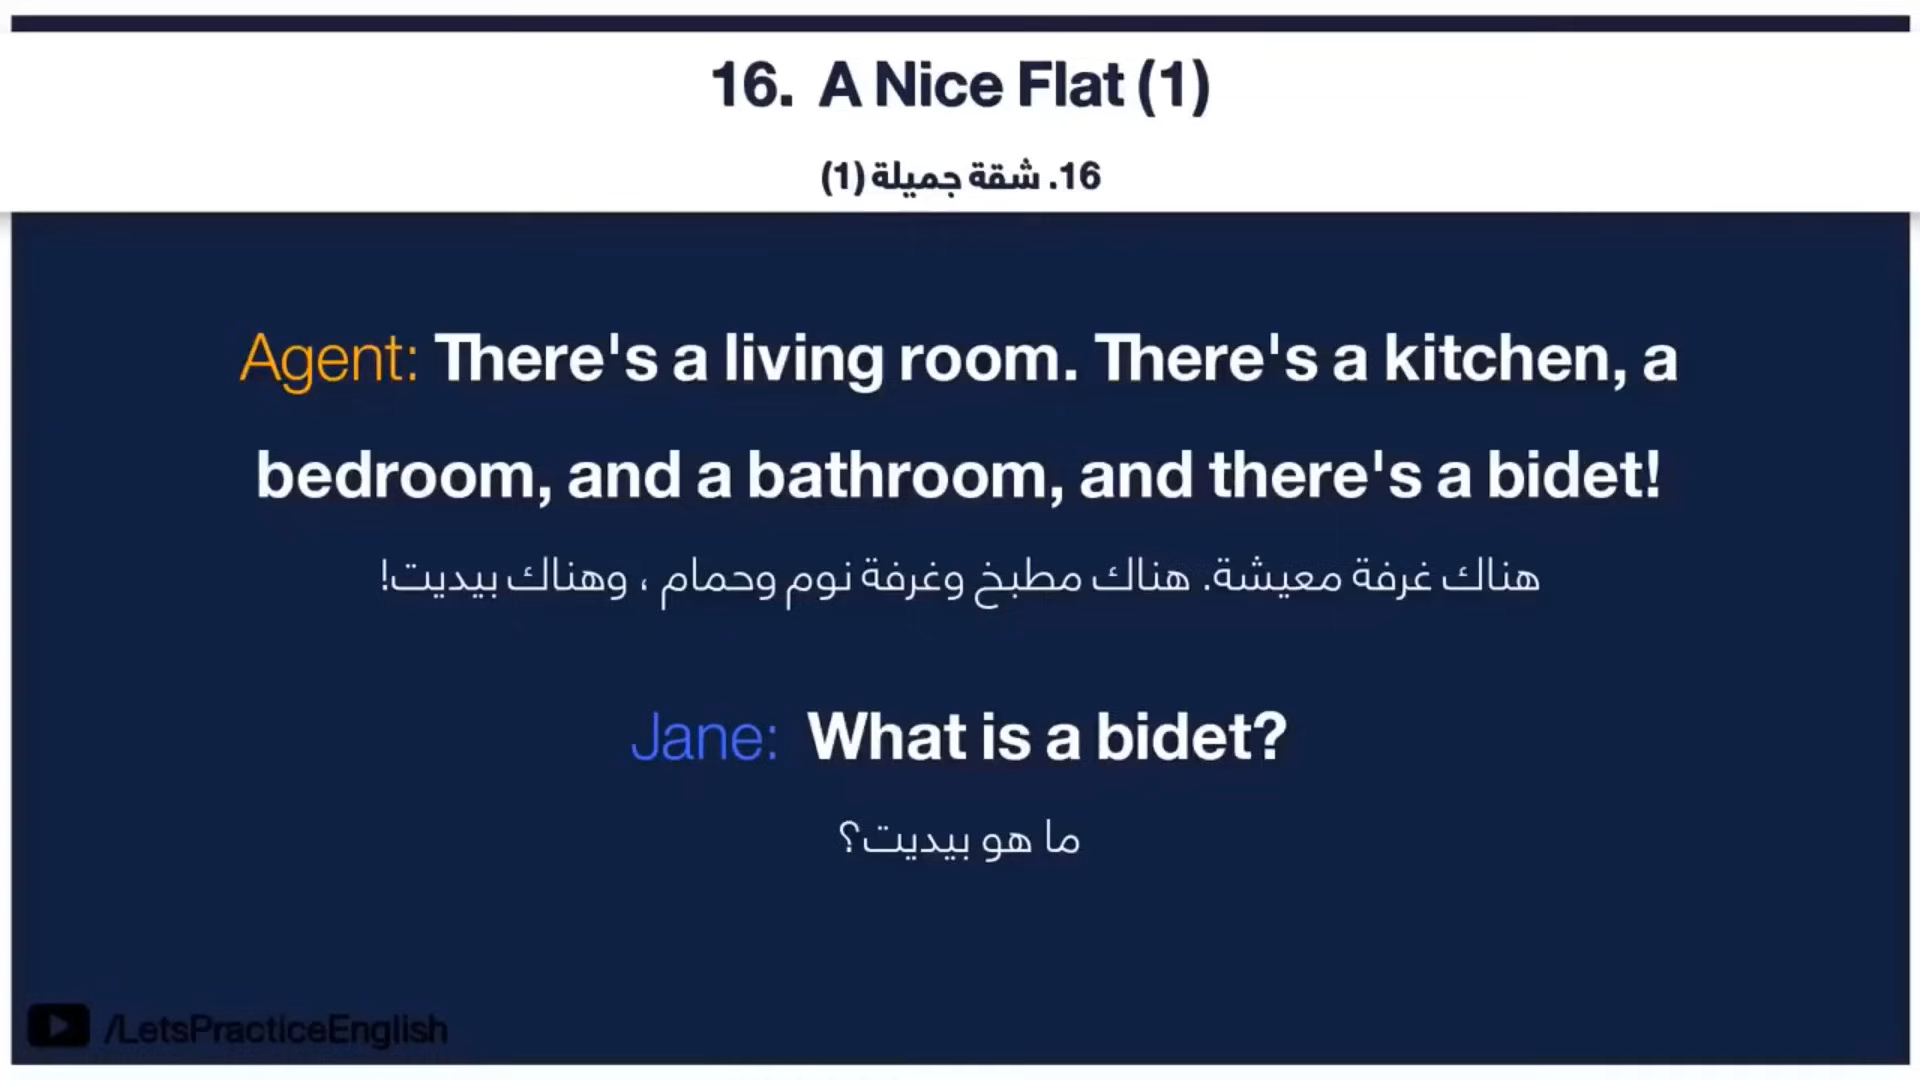 16. A Nice Flat (1)
16. شقة جميلة (1)
Agent: There's a living room. There's a kitchen, a
bedroom, and a bathroom, and there's a bidet!
هناك غرفة معيشة. هناك مطبخ وغرفة نوم وحمام ، وهناك بيديت!
Jane: What is a bidet?
ما هو بيديت؟
/LetsPracticeEnglish